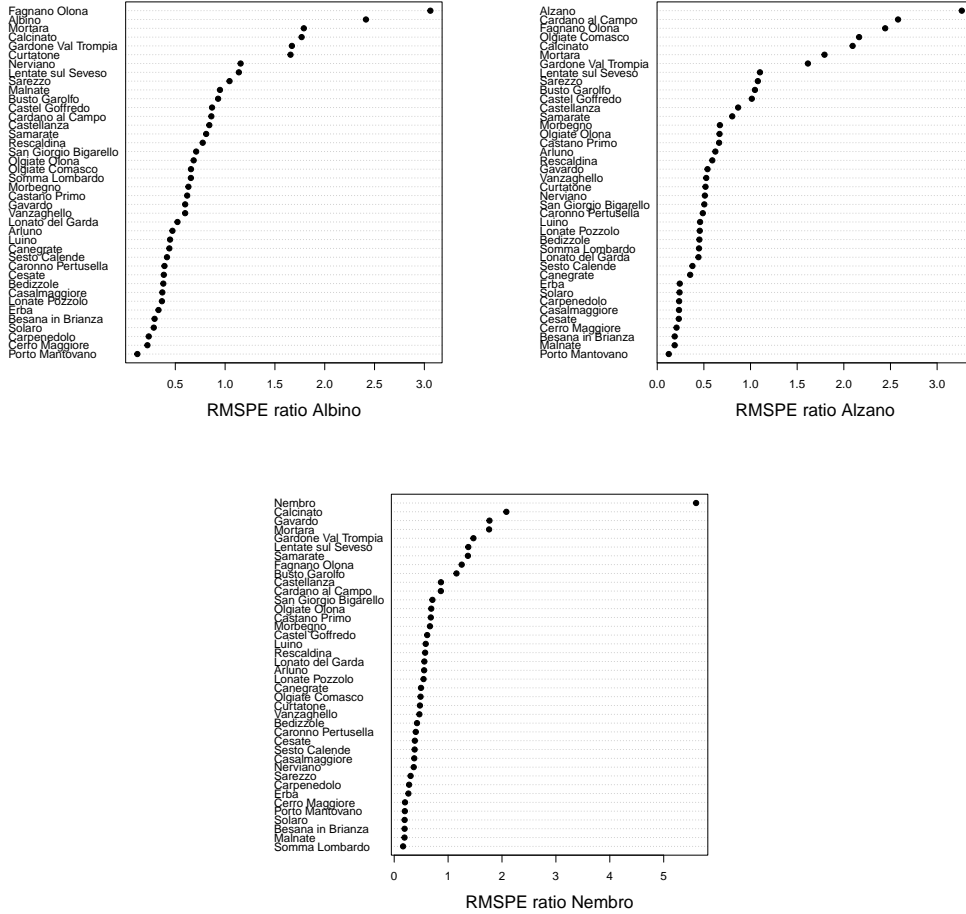 Fagnano Olona
Albino
Mortara
Calcinato
Gardone Val Trompia
Curtatone
Nerviano
Lentate sul Seveso
Sarezzo
Malnate
Busto Garolfo
Castel Goffredo
Cardano al Campo
Castellanza
Samarate
Rescaldina
San Giorgio Bigarello
Olgiate Olona
Olgiate Comasco
Somma Lombardo
Morbegno
Castano Primo
Gavardo
Vanzaghello
Lonato del Garda
Arluno
Luino
Canegrate
Sesto Calende
Caronno Pertusella
Cesate
Bedizzole
Casalmaggiore
Lonate Pozzolo
Erba
Besana in Brianza
Solaro
Carpenedolo
Cerro Maggiore
Porto Mantovano
0.5 1.0 1.5 2.0 2.5 3.0
RMSPE ratio Albino
Alzano
Cardano al Campo
Fagnano Olona
Olgiate Comasco
Calcinato
Mortara
Gardone Val Trompia
Lentate sul Seveso
Sarezzo
Busto Garolfo
Castel Goffredo
Castellanza
Samarate
Morbegno
Olgiate Olona
Castano Primo
Arluno
Rescaldina
Gavardo
Vanzaghello
Curtatone
Nerviano
San Giorgio Bigarello
Caronno Pertusella
Luino
Lonate Pozzolo
Bedizzole
Somma Lombardo
Lonato del Garda
Sesto Calende
Canegrate
Erba
Solaro
Carpenedolo
Casalmaggiore
Cesate
Cerro Maggiore
Besana in Brianza
Malnate
Porto Mantovano
0.0 0.5 1.0 1.5 2.0 2.5 3.0
RMSPE ratio Alzano
Nembro
Calcinato
Gavardo
Mortara
Gardone Val Trompia
Lentate sul Seveso
Samarate
Fagnano Olona
Busto Garolfo
Castellanza
Cardano al Campo
San Giorgio Bigarello
Olgiate Olona
Castano Primo
Morbegno
Castel Goffredo
Luino
Rescaldina
Lonato del Garda
Arluno
Lonate Pozzolo
Canegrate
Olgiate Comasco
Curtatone
Vanzaghello
Bedizzole
Caronno Pertusella
Cesate
Sesto Calende
Casalmaggiore
Nerviano
Sarezzo
Carpenedolo
Erba
Cerro Maggiore
Porto Mantovano
Solaro
Besana in Brianza
Malnate
Somma Lombardo
0 1 2 3 4 5
RMSPE ratio Nembro